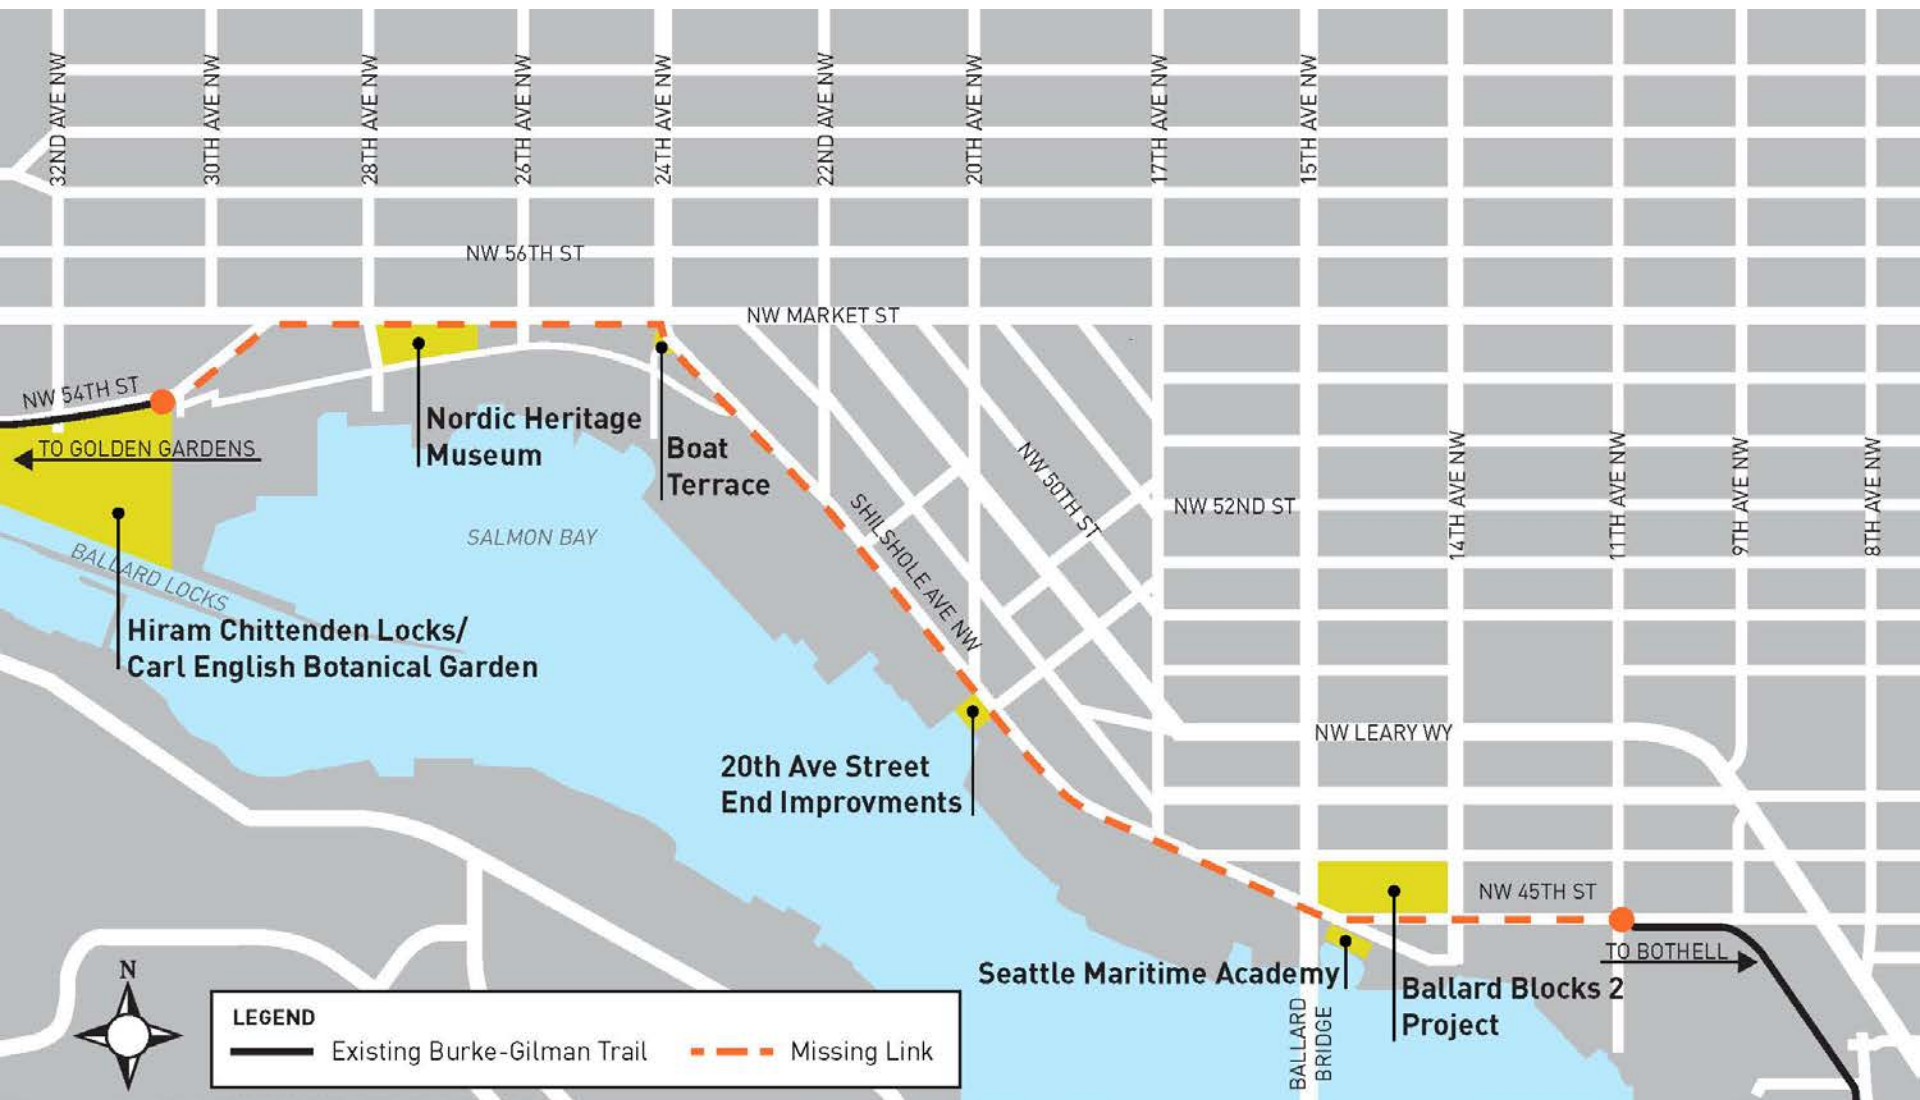 32ND AVE NW
30TH AVE NW
28TH AVE NW
26TH AVE NW
24TH AVE NW
22ND AVE NW
20TH AVE NW
17TH AVE NW
15TH AVE NW
NW 56TH ST
NW MARKET ST
NW 54TH ST
TO GOLDEN GARDENS
Nordic Heritage
Museum
Boat
Terrace
NW 50TH ST
NW 52ND ST
14TH AVE NW
11TH AVE NW
9TH AVE NW
8TH AVE NW
SALMON BAY
SHILSHOLE AVE NW
BALLARD LOCKS
Hiram Chittenden Locks/
Carl English Botanical Garden
NW LEARY WY
20th Ave Street
End Improvments
NW 45TH ST
TO BOTHELL
Seattle Maritime Academy
Ballard Blocks 2
Project
BALLARD
BRIDGE
N
LEGEND
Existing Burke-Gilman Trail
Missing Link